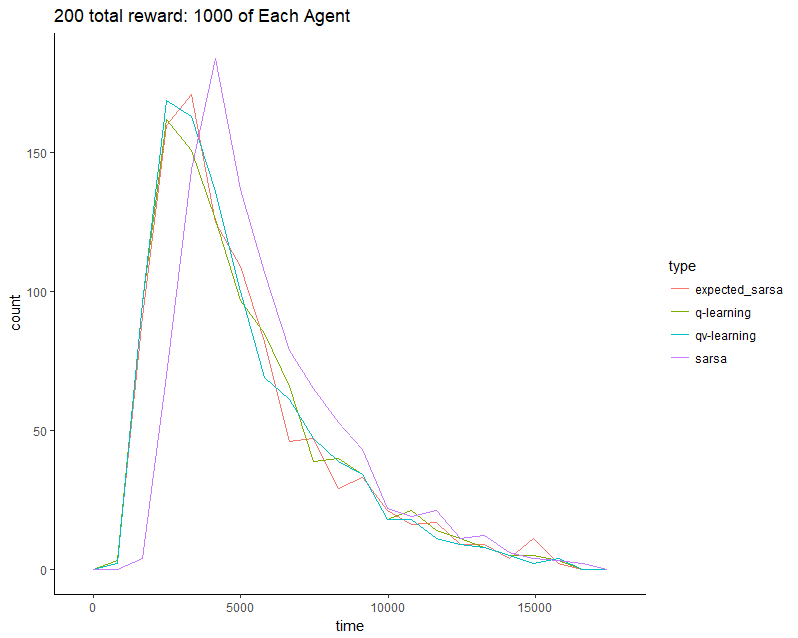 200 total reward: 1000 of Each Agent
150
100
50
0
count
0 5000 10000 15000
time
type
expected_sarsa
q-learning
qv-learning
sarsa